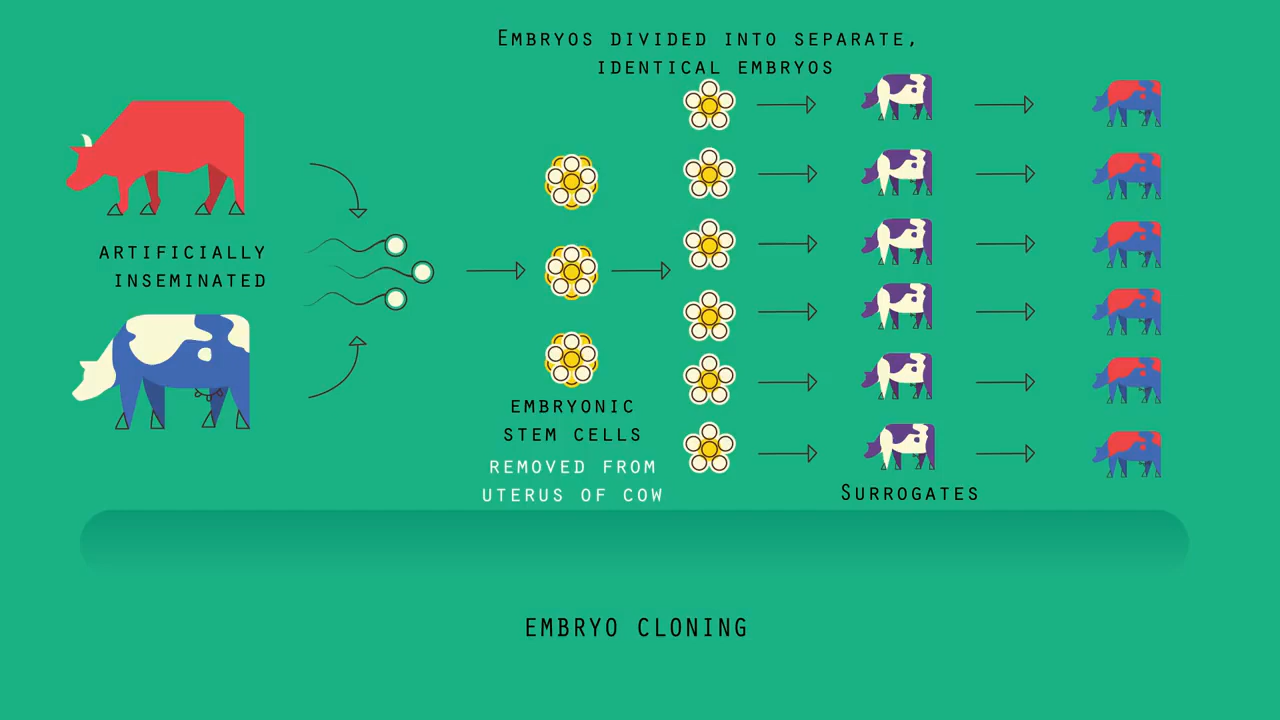 EMBRYOS DIVIDED INTO SEPARATE,
IDENTICAL EMBRYOS
ARTIFICIALLY
INSEMINATED
EMBRYONIC
STEM CELLS
REMOVED FROM
UTERUS OF COW
SURROGATES
EMBRYO CLONING